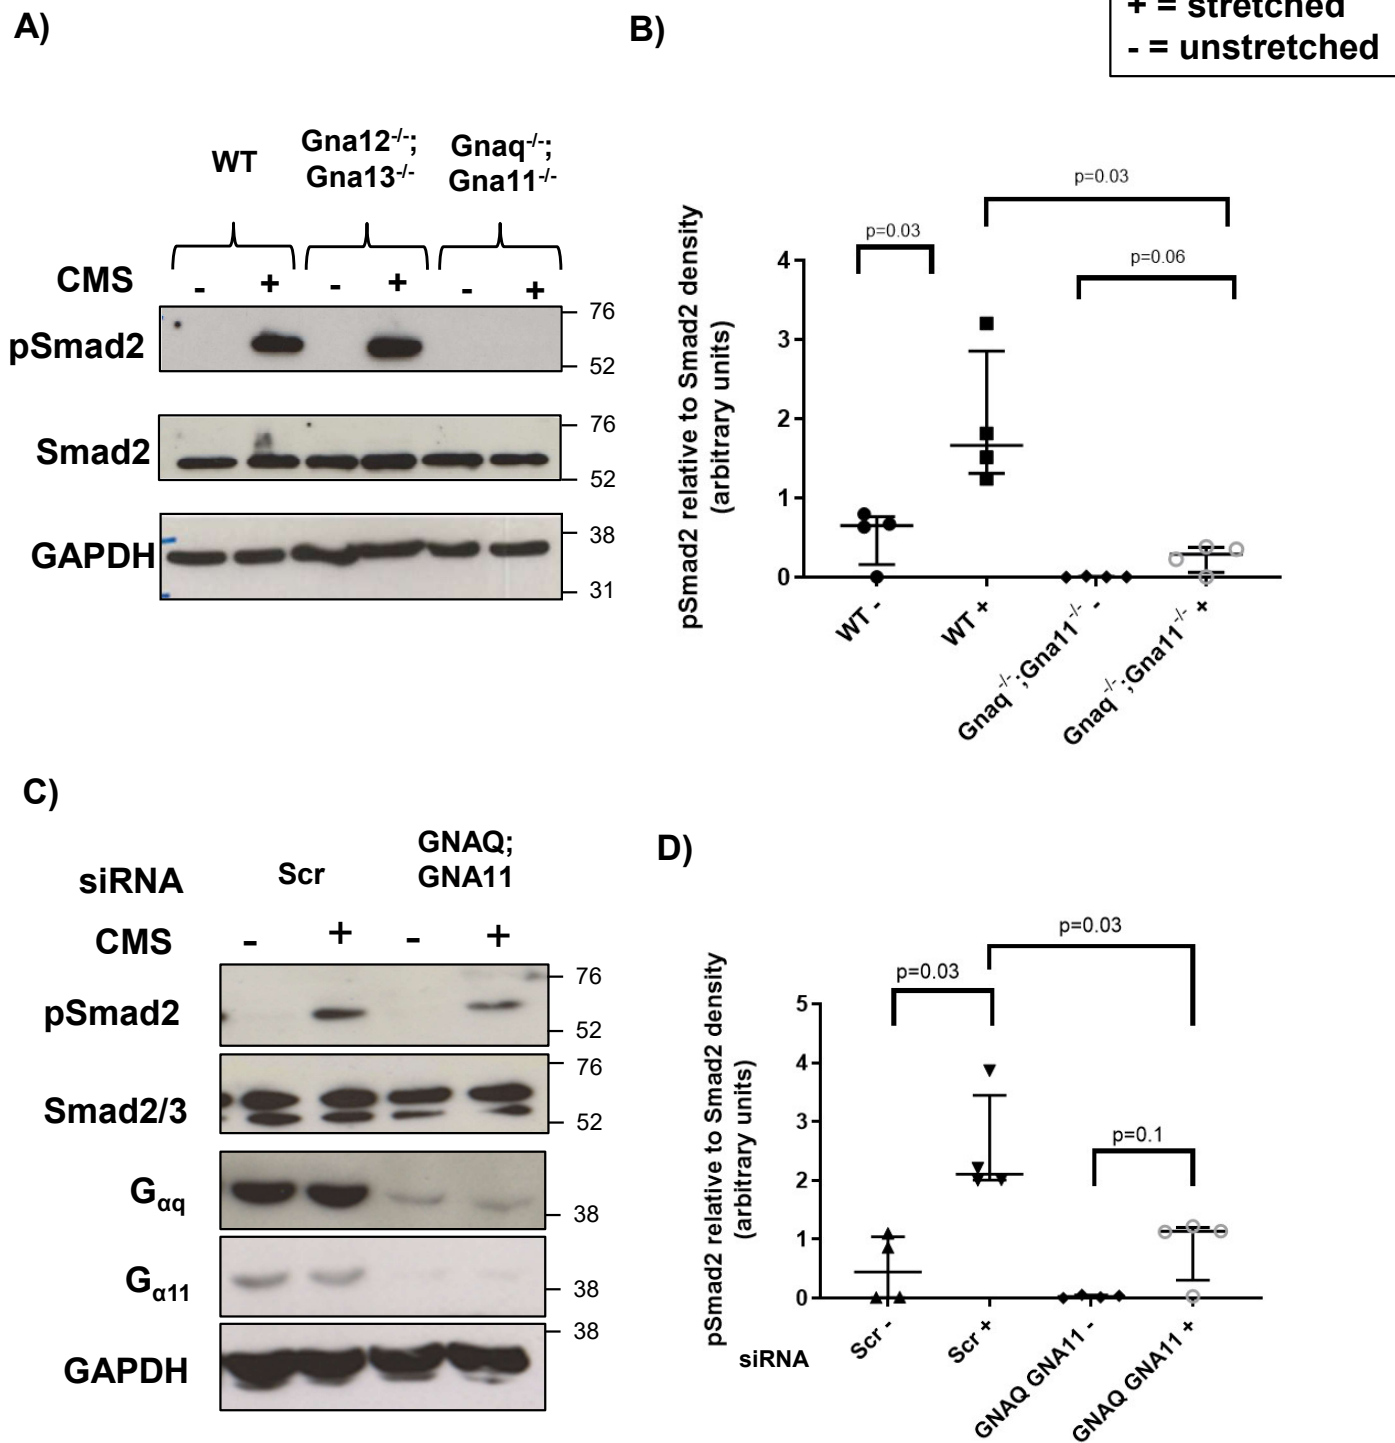 + = stretched
- = unstretched
A)
WT
Gna12-/-;
Gna13-/-
Gnaq-/-;
Gna11-/-
CMS - + - + - +
pSmad2
76
52
Smad2
76
52
GAPDH
38
31
B)
pSmad2 relative to Smad2 density
(arbitrary units)
p=0.03
p=0.03
p=0.06
4
3
2
1
0
WT -
WT +
Gnaq-/-;Gna11-/- -
Gnaq-/-;Gna11-/- +
C)
siRNA
Scr
GNAQ;
GNA11
CMS - + - +
pSmad2
76
52
Smad2/3
76
52
Gαq
38
Gα11
38
GAPDH
38
D)
pSmad2 relative to Smad2 density
(arbitrary units)
p=0.03
p=0.03
p=0.1
5
4
3
2
1
0
siRNA
Scr -
Scr +
GNAQ GNA11 -
GNAQ GNA11 +